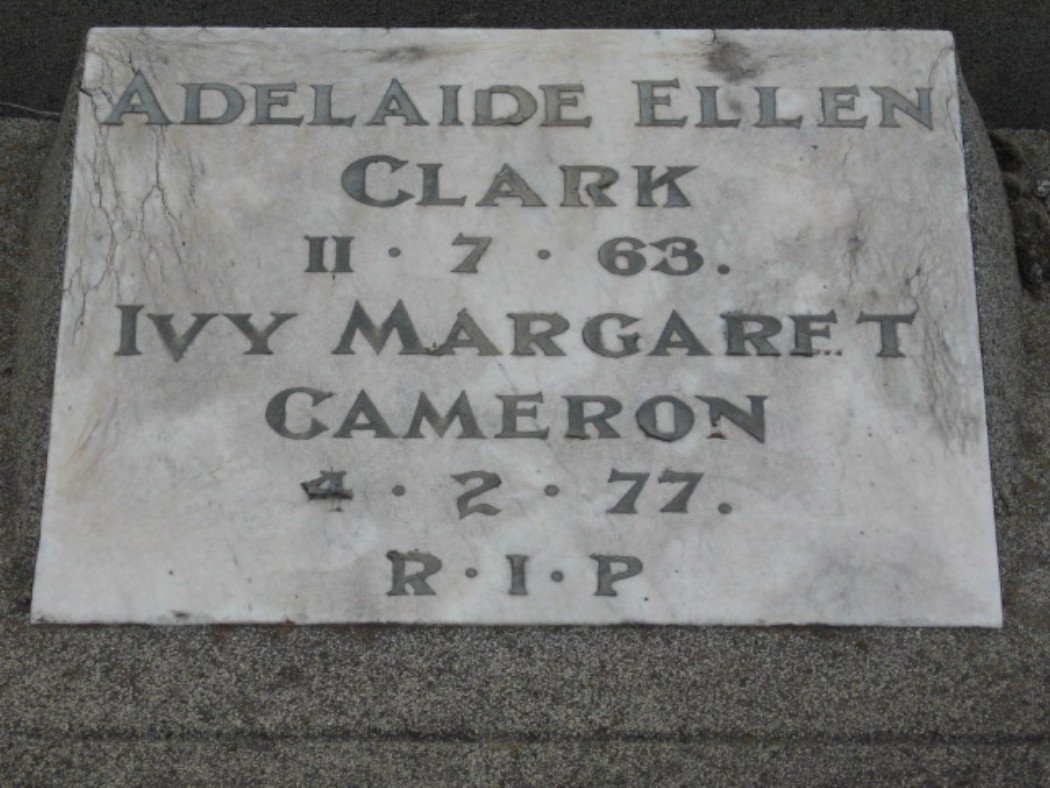 ADELAIDE ELLEN
CLARK
11 · 7 · 63.
IVY MARGARET
CAMERON
4 · 2 · 77.
R · I · P